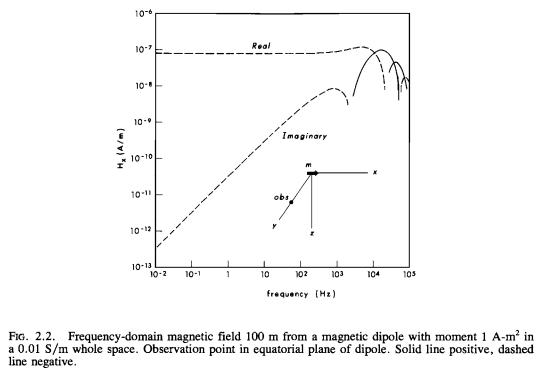 10-6
10-7
Real
10-8
10-9
Hx (A/m)
Imaginary
10-10
m
x
obs
10-11
y
z
10-12
10-13
10-2 10-1 1 10 102 103 104 105
frequency (Hz)
FIG. 2.2. Frequency-domain magnetic field 100 m from a magnetic dipole with moment 1 A-m2 in
a 0.01 S/m whole space. Observation point in equatorial plane of dipole. Solid line positive, dashed
line negative.